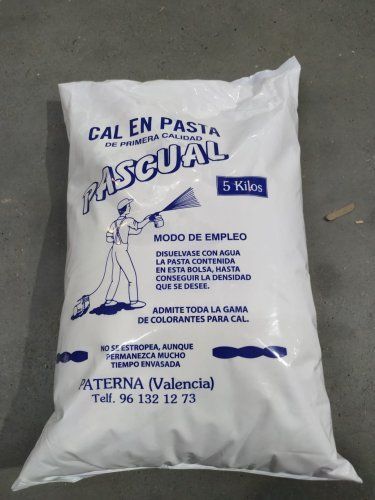 CAL EN PASTA
DE PRIMERA CALIDAD
PASCUAL
5 Kilos
MODO DE EMPLEO
DISUELVASE CON AGUA
LA PASTA CONTENIDA
EN ESTA BOLSA, HASTA
CONSEGUIR LA DENSIDAD
QUE SE DESEE.
ADMITE TODA LA GAMA
DE COLORANTES PARA CAL.
NO SE ESTROPEA, AUNQUE
PERMANEZCA MUCHO
TIEMPO ENVASADA
PATERNA (Valencia)
Telf. 96 132 12 73